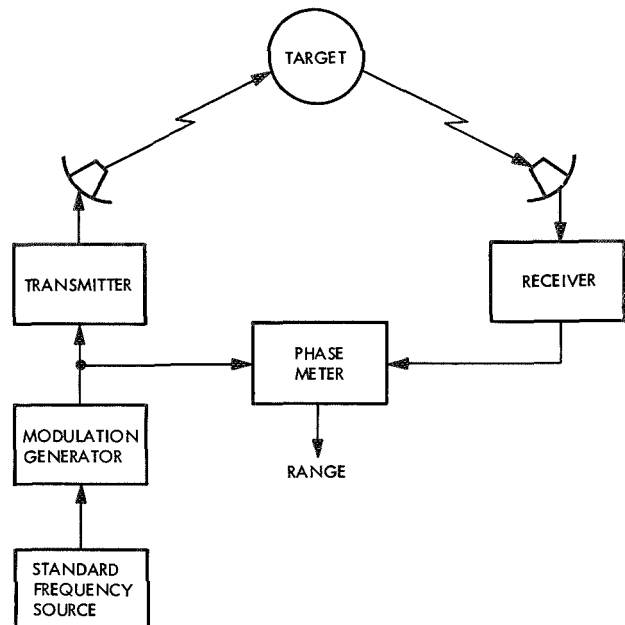 TARGET
TRANSMITTER
RECEIVER
PHASE
METER
MODULATION
GENERATOR
RANGE
STANDARD
FREQUENCY
SOURCE